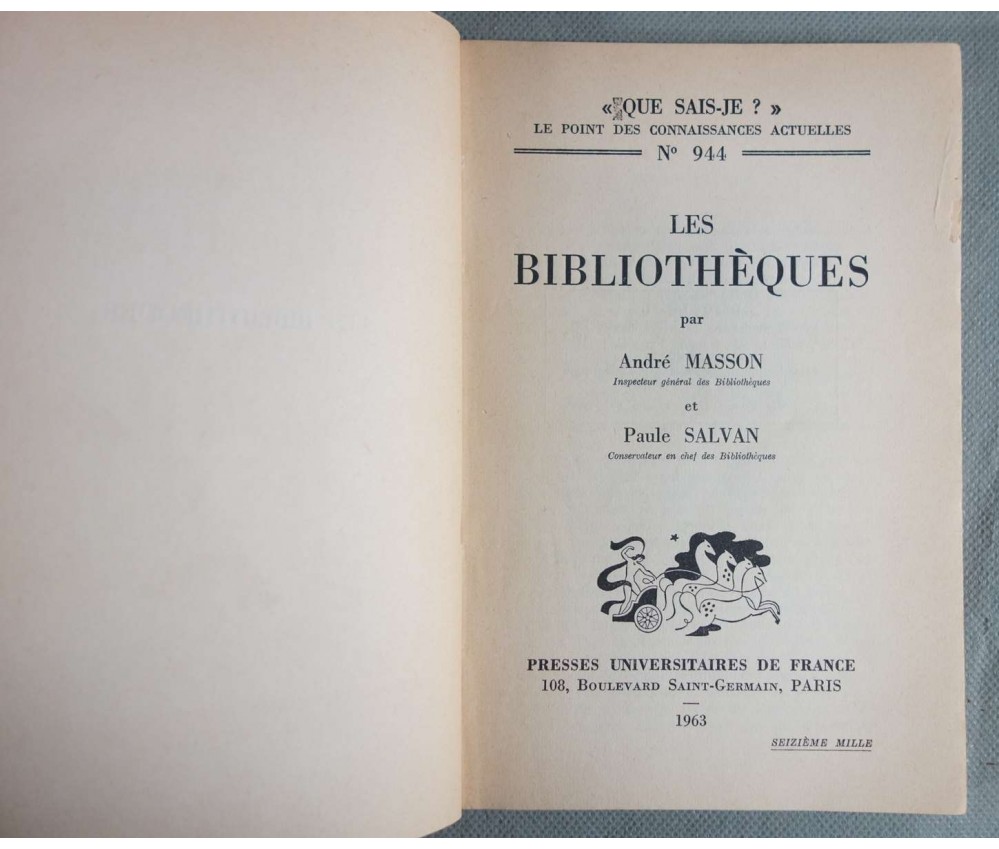 « QUE SAIS-JE ? »
LE POINT DES CONNAISSANCES ACTUELLES
Nº 944
LES
BIBLIOTHÈQUES
par
André MASSON
Inspecteur général des Bibliothèques
et
Paule SALVAN
Conservateur en chef des Bibliothèques
PRESSES UNIVERSITAIRES DE FRANCE
108, BOULEVARD SAINT-GERMAIN, PARIS
—
1963
SEIZIÈME MILLE